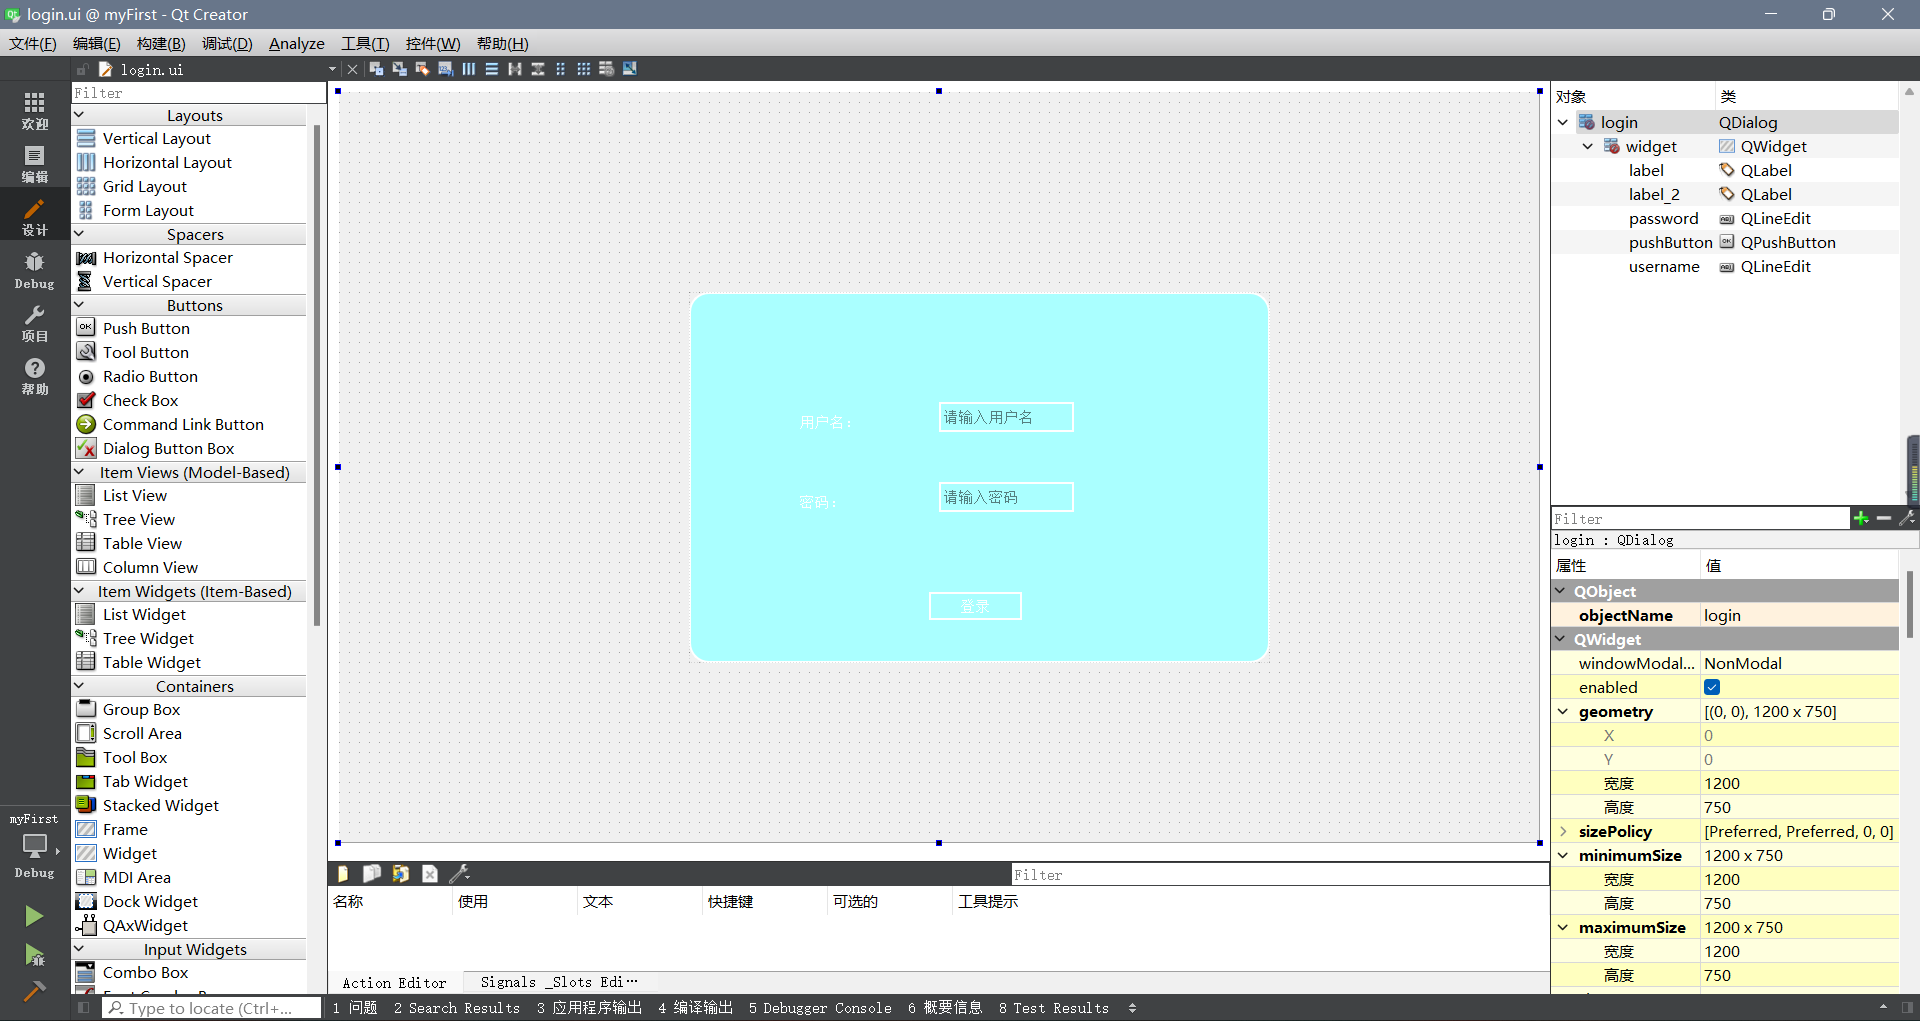 login.ui @ myFirst - Qt Creator
文件(F) 编辑(E) 构建(B) 调试(D) Analyze 工具(T) 控件(W) 帮助(H)
login.ui
欢迎
编辑
设计
Debug
项目
帮助
myFirst
Debug
Filter
Layouts
Vertical Layout
Horizontal Layout
Grid Layout
Form Layout
Spacers
Horizontal Spacer
Vertical Spacer
Buttons
Push Button
Tool Button
Radio Button
Check Box
Command Link Button
Dialog Button Box
Item Views (Model-Based)
List View
Tree View
Table View
Column View
Item Widgets (Item-Based)
List Widget
Tree Widget
Table Widget
Containers
Group Box
Scroll Area
Tool Box
Tab Widget
Stacked Widget
Frame
Widget
MDI Area
Dock Widget
QAxWidget
Input Widgets
Combo Box
用户名： 请输入用户名
密码： 请输入密码
登录
Filter
名称 使用 文本 快捷键 可选的 工具提示
Action Editor Signals _Slots Edi…
对象 类
login QDialog
widget QWidget
label QLabel
label_2 QLabel
password QLineEdit
pushButton QPushButton
username QLineEdit
Filter
login : QDialog
属性 值
QObject
objectName login
QWidget
windowModal... NonModal
enabled
geometry [(0, 0), 1200 x 750]
X 0
Y 0
宽度 1200
高度 750
sizePolicy [Preferred, Preferred, 0, 0]
minimumSize 1200 x 750
宽度 1200
高度 750
maximumSize 1200 x 750
宽度 1200
高度 750
Type to locate (Ctrl+... 1 问题 2 Search Results 3 应用程序输出 4 编译输出 5 Debugger Console 6 概要信息 8 Test Results